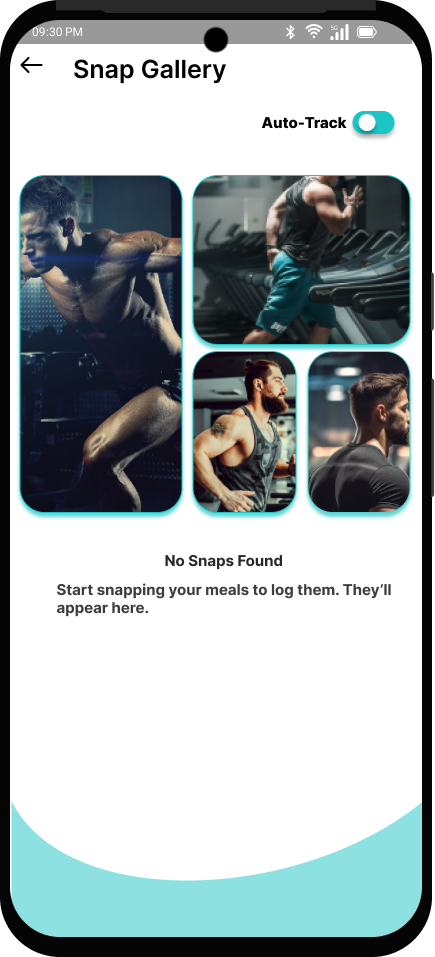 09:30 PM
5G
Snap Gallery
Auto-Track
No Snaps Found
Start snapping your meals to log them. They’ll
appear here.